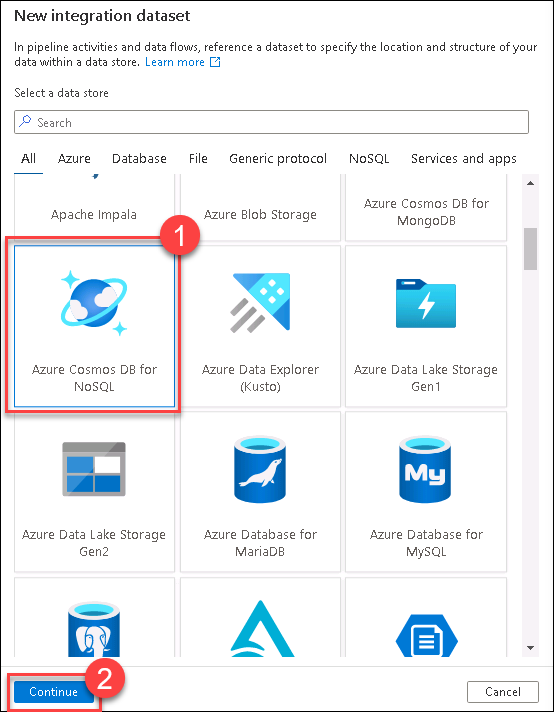 New integration dataset
In pipeline activities and data flows, reference a dataset to specify the location and structure of your
data within a data store. Learn more
Select a data store
Search
All Azure Database File Generic protocol NoSQL Services and apps
Apache Impala
Azure Blob Storage
Azure Cosmos DB for
MongoDB
1
Azure Cosmos DB for
NoSQL
Azure Data Explorer
(Kusto)
Azure Data Lake Storage
Gen1
Azure Data Lake Storage
Gen2
Azure Database for
MariaDB
My
Azure Database for
MySQL
2
Continue
Cancel